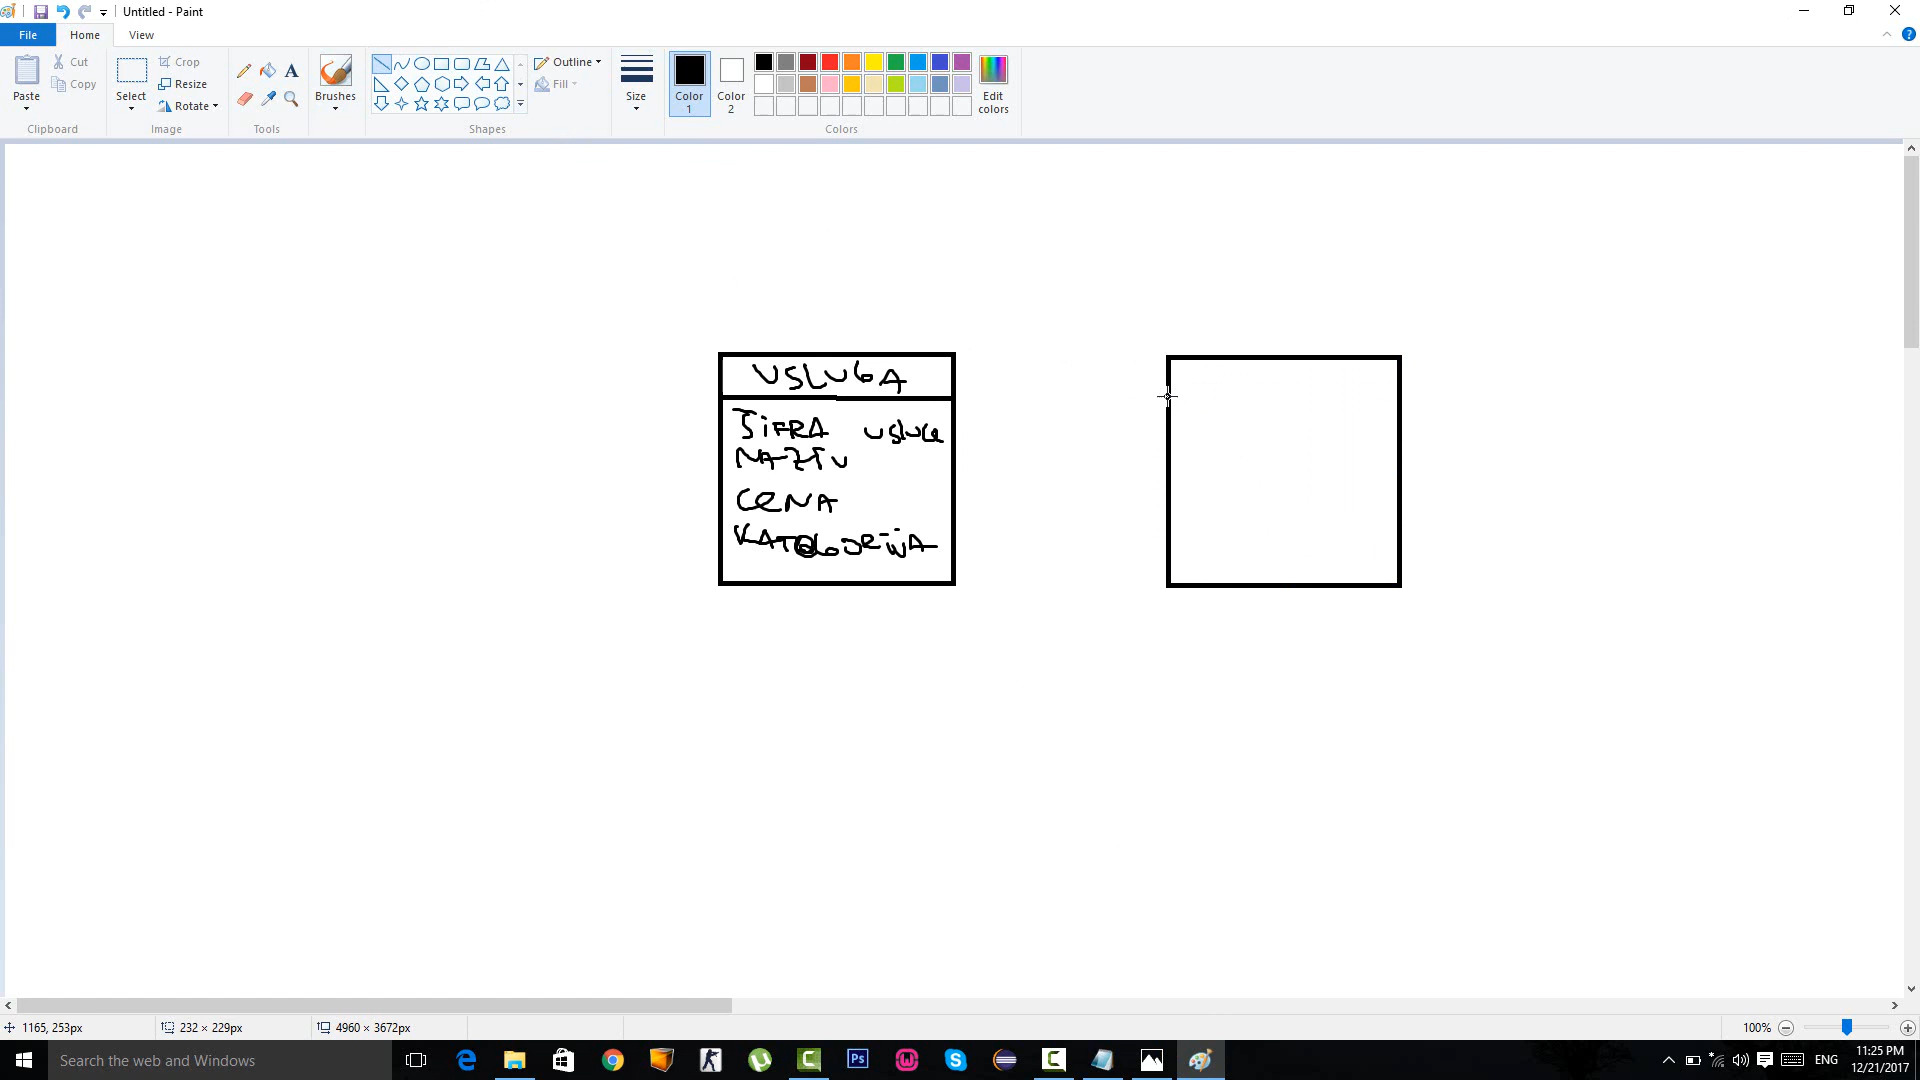 Untitled - Paint
File Home View
Paste
Cut
Copy
Clipboard
Select
Crop
Resize
Rotate
Image
Tools
Brushes
Shapes
Outline
Fill
Size
Color 1
Color 2
Edit colors
Colors
USLUGA
ŠIFRA
NAZIV
CENA
KATEGORIJA
1165, 253px
232 × 229px
4960 × 3672px
100%
Search the web and Windows
Ps
ENG
11:25 PM
12/21/2017